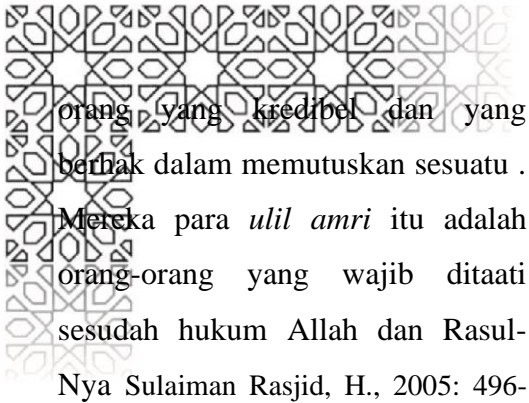 orang yang kredibel dan yang
berhak dalam memutuskan sesuatu .
Mereka para ulil amri itu adalah
orang-orang yang wajib ditaati
sesudah hukum Allah dan Rasul-
Nya Sulaiman Rasjid, H., 2005: 496-